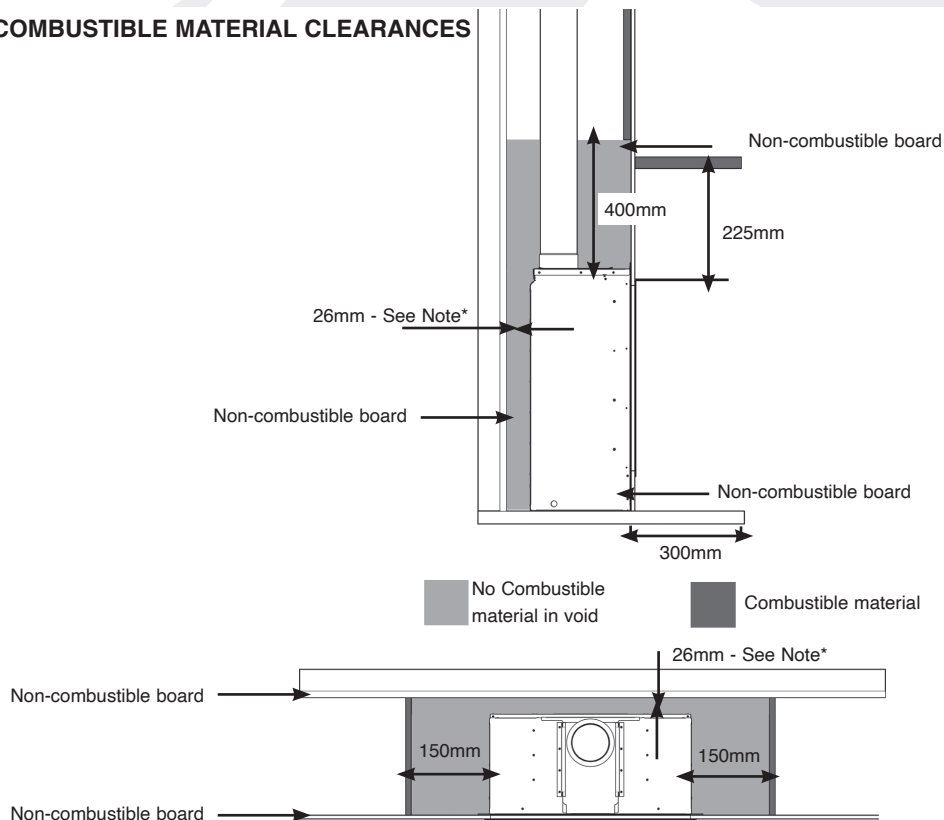 COMBUSTIBLE MATERIAL CLEARANCES
Non-combustible board
400mm
225mm
26mm - See Note*
Non-combustible board
Non-combustible board
300mm
No Combustible
material in void
Combustible material
26mm - See Note*
Non-combustible board
150mm
150mm
Non-combustible board